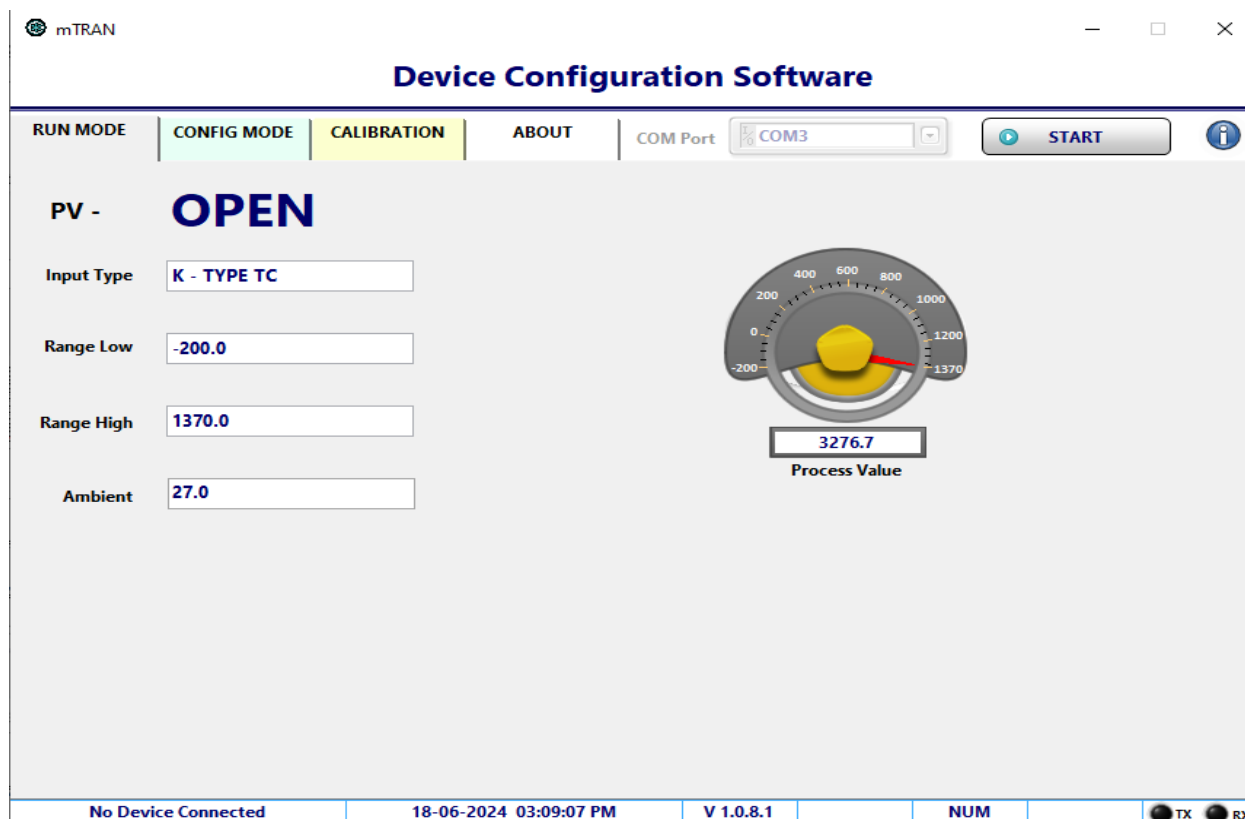 mTRAN
Device Configuration Software
RUN MODE CONFIG MODE CALIBRATION ABOUT COM Port COM3 START
PV - OPEN
Input Type K - TYPE TC
Range Low -200.0
Range High 1370.0
Ambient 27.0
-200 0 200 400 600 800 1000 1200 1370
3276.7
Process Value
No Device Connected 18-06-2024 03:09:07 PM V 1.0.8.1 NUM TX RX